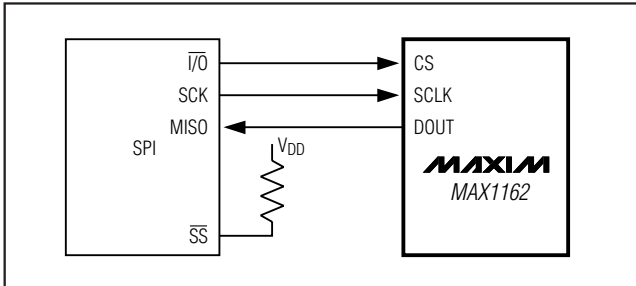 I/O
SCK
MISO
SPI
SS
VDD
CS
SCLK
DOUT
MAXIM
MAX1162